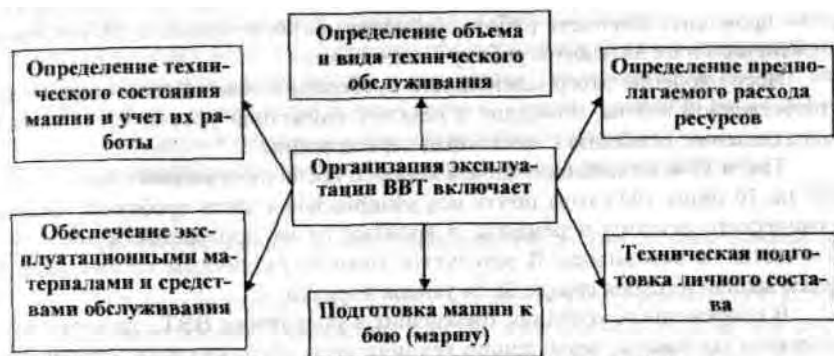 Определение объема
и вида технического
обслуживания
Определение техни-
ческого состояния
машин и учет их ра-
боты
Определение предпо-
лагаемого расхода
ресурсов
Организация эксплуа-
тации ВВТ включает
Обеспечение экс-
плуатационными ма-
териалами и средст-
вами обслуживания
Подготовка машин к
бою (маршу)
Техническая подго-
товка личного соста-
ва